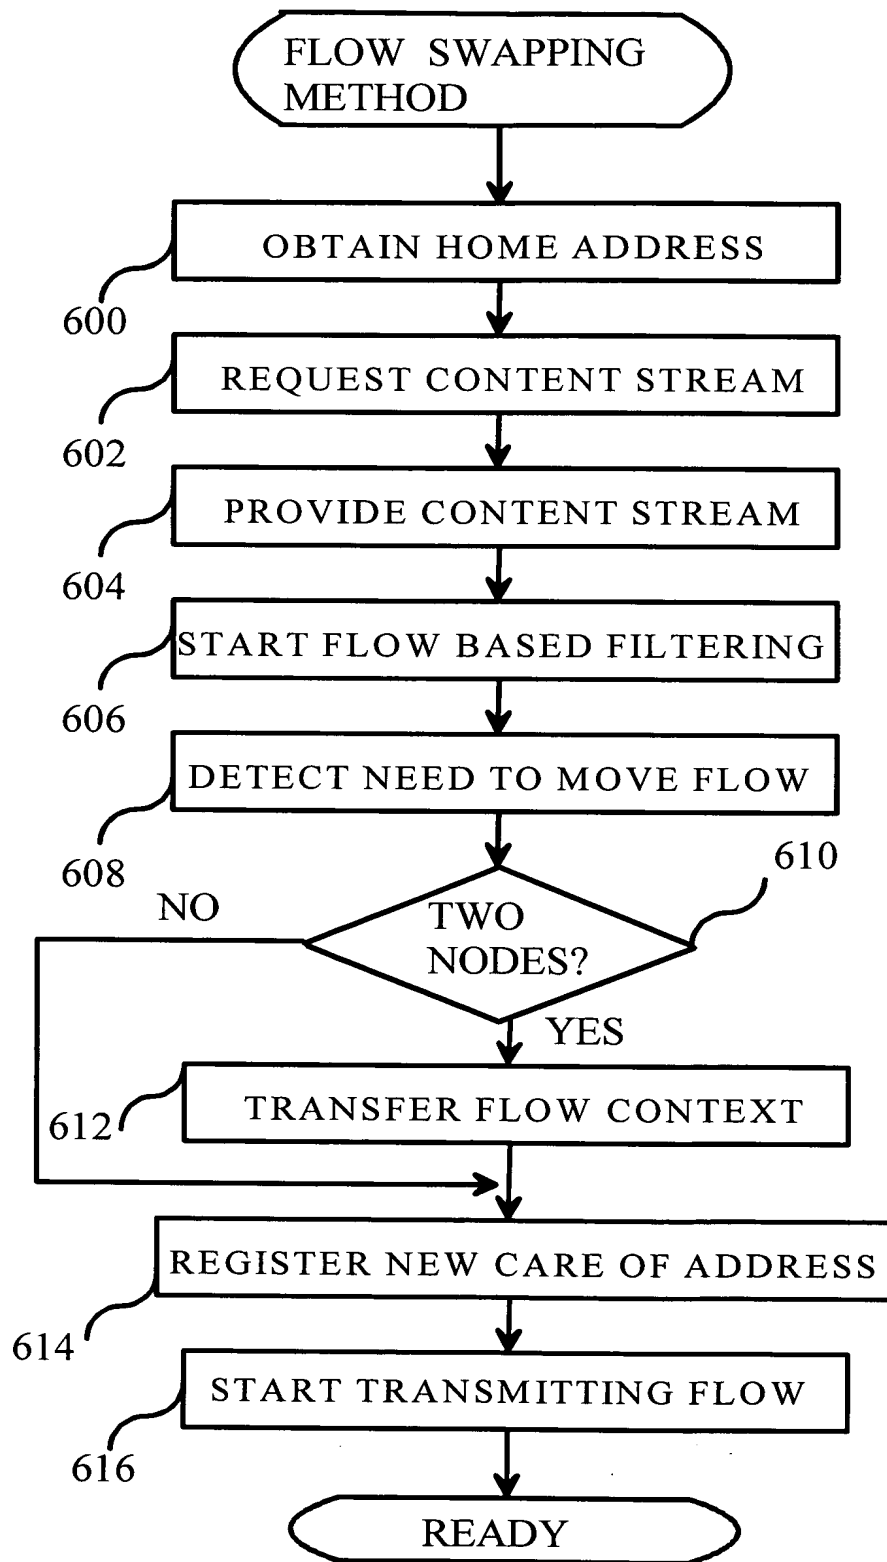 FLOW SWAPPING
METHOD
OBTAIN HOME ADDRESS
600
REQUEST CONTENT STREAM
602
PROVIDE CONTENT STREAM
604
START FLOW BASED FILTERING
606
DETECT NEED TO MOVE FLOW
608
610
NO
TWO
NODES?
YES
TRANSFER FLOW CONTEXT
612
REGISTER NEW CARE OF ADDRESS
614
START TRANSMITTING FLOW
616
READY